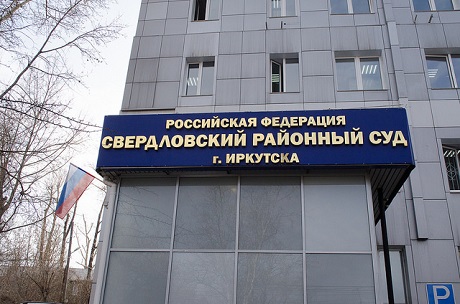 РОССИЙСКАЯ ФЕДЕРАЦИЯ
СВЕРДЛОВСКИЙ РАЙОННЫЙ СУД
г. ИРКУТСКА
P